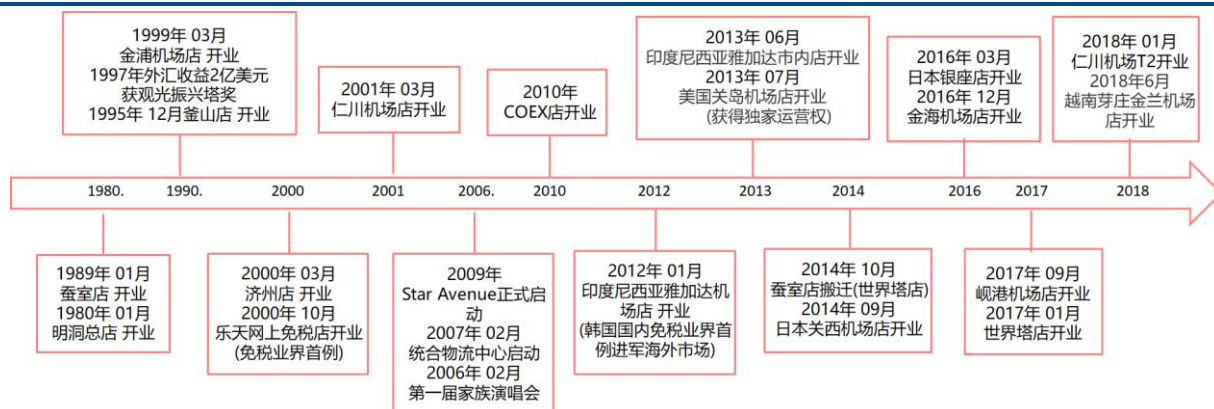 1999年 03月
金浦机场店 开业
1997年外汇收益2亿美元
获观光振兴塔奖
1995年 12月釜山店 开业
2001年 03月
仁川机场店开业
2010年
COEX店开业
2013年 06月
印度尼西亚雅加达市内店开业
2013年 07月
美国关岛机场店开业
(获得独家运营权)
2016年 03月
日本银座店开业
2016年 12月
金海机场店开业
2018年 01月
仁川机场T2开业
2018年6月
越南芽庄金兰机场
店开业
1980. 1990. 2000 2001 2006. 2010 2012 2013 2014 2016 2017 2018
1989年 01月
蚕室店 开业
1980年 01月
明洞总店 开业
2000年 03月
济州店 开业
2000年 10月
乐天网上免税店开业
(免税业界首例)
2009年
Star Avenue正式启
动
2007年 02月
统合物流中心启动
2006年 02月
第一届家族演唱会
2012年 01月
印度尼西亚雅加达机
场店 开业
(韩国国内免税业界首
例进军海外市场)
2014年 10月
蚕室店搬迁(世界塔店)
2014年 09月
日本关西机场店开业
2017年 09月
岘港机场店开业
2017年 01月
世界塔店开业